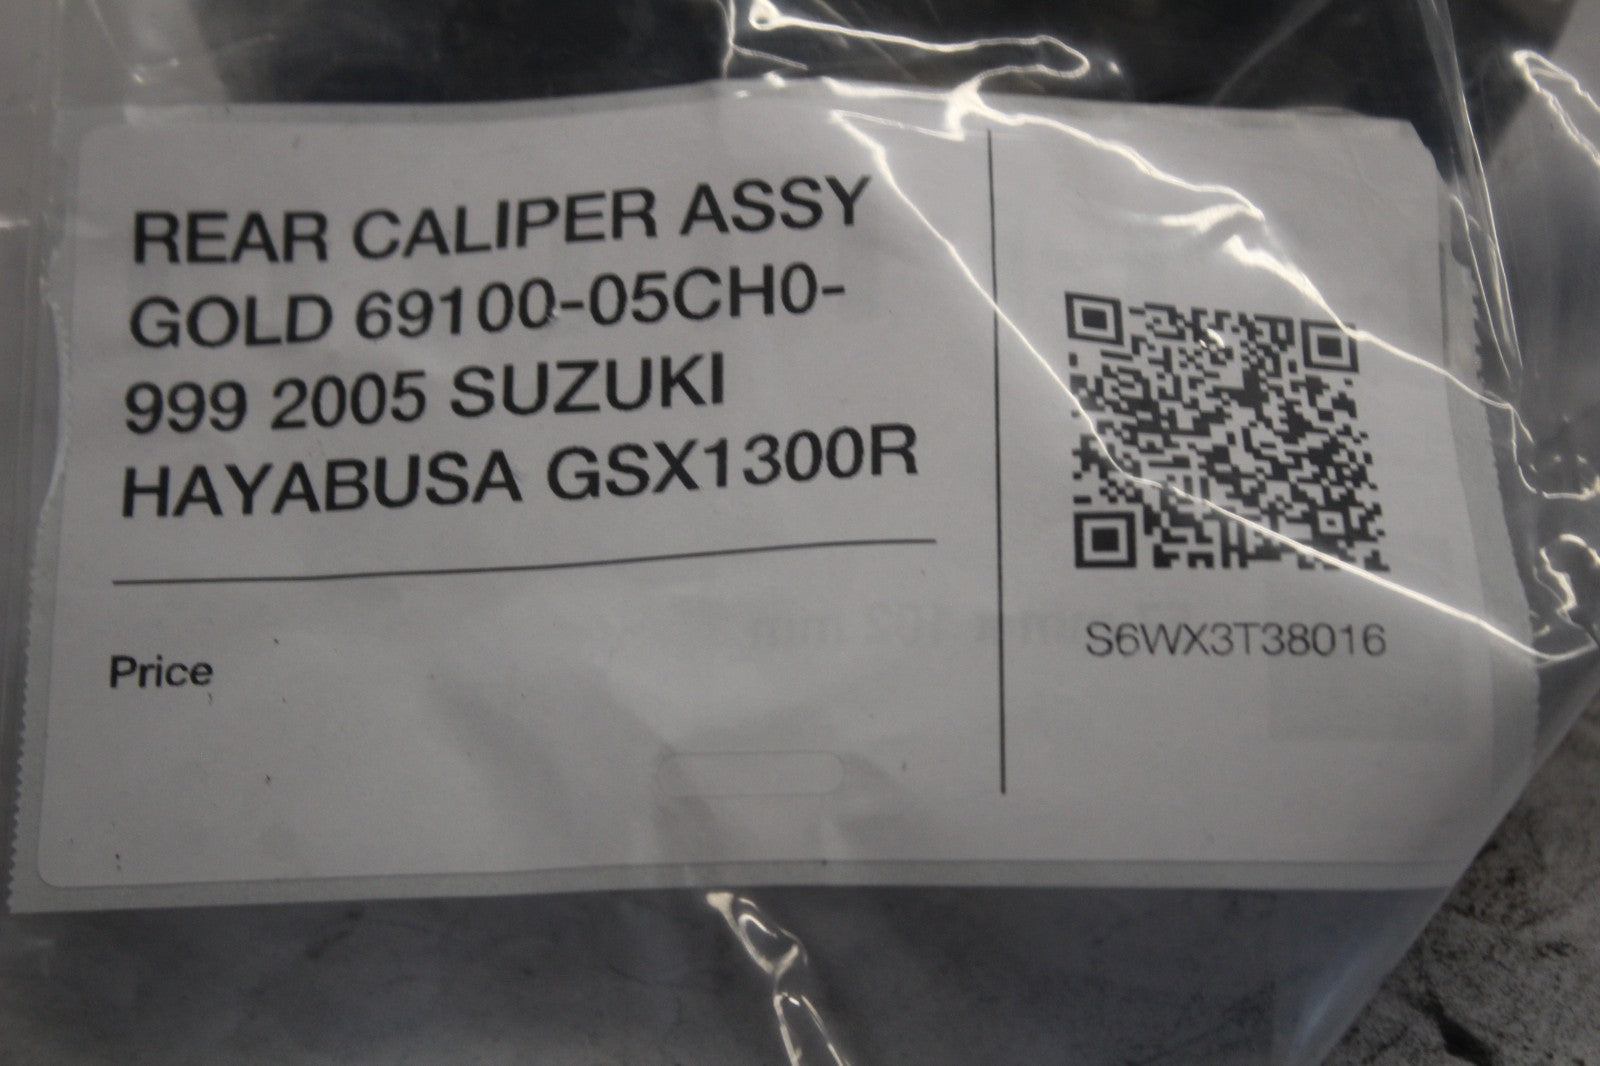 REAR CALIPER ASSY
GOLD 69100-05CH0-
999 2005 SUZUKI
HAYABUSA GSX1300R
Price
S6WX3T38016